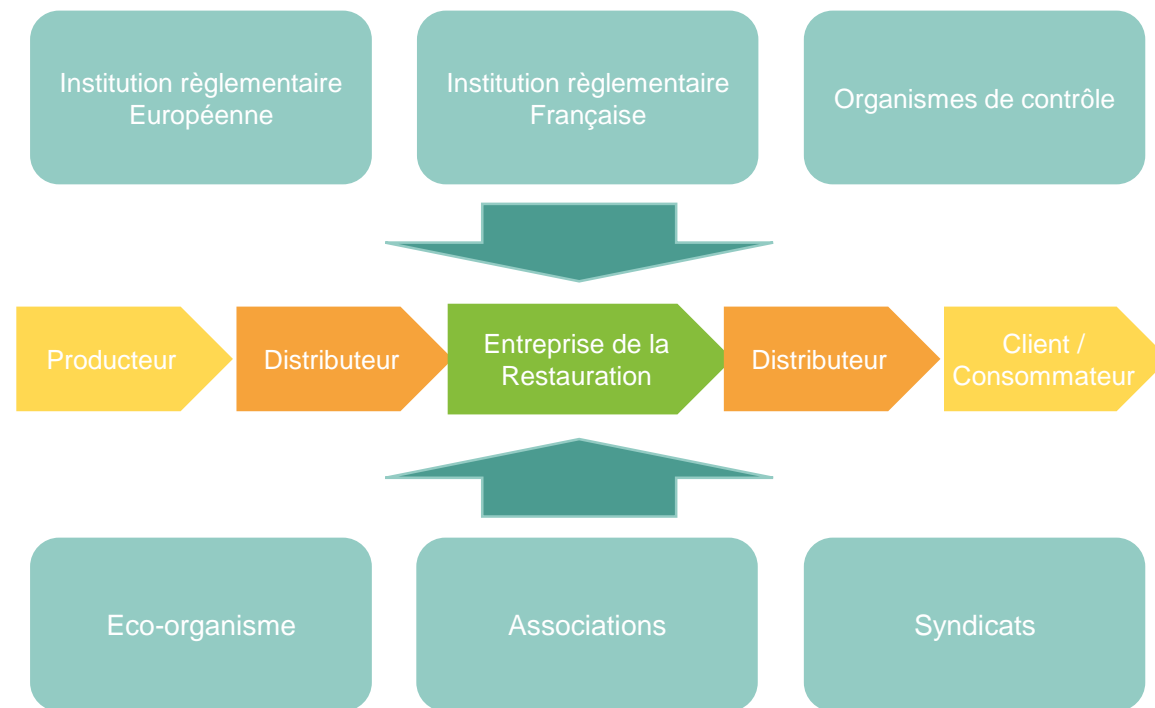 Institution règlementaire
Européenne
Institution règlementaire
Française
Organismes de contrôle
Producteur
Distributeur
Entreprise de la
Restauration
Distributeur
Client /
Consommateur
Eco-organisme
Associations
Syndicats